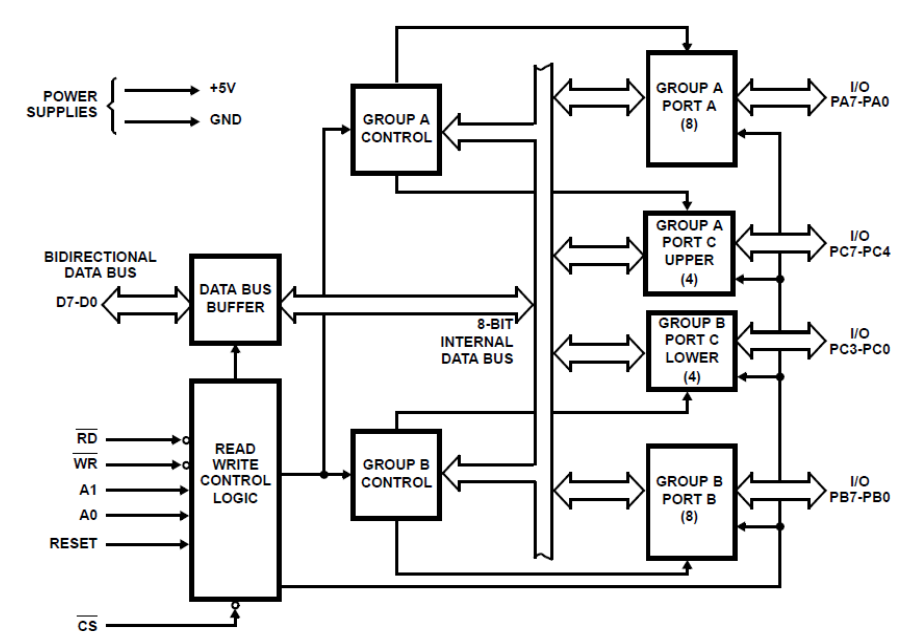 POWER
SUPPLIES
+5V
GND
GROUP A
CONTROL
GROUP A
PORT A
(8)
I/O
PA7-PA0
GROUP A
PORT C
UPPER
(4)
I/O
PC7-PC4
BIDIRECTIONAL
DATA BUS
D7-D0
DATA BUS
BUFFER
8-BIT
INTERNAL
DATA BUS
GROUP B
PORT C
LOWER
(4)
I/O
PC3-PC0
RD
WR
A1
A0
RESET
CS
READ
WRITE
CONTROL
LOGIC
GROUP B
CONTROL
GROUP B
PORT B
(8)
I/O
PB7-PB0